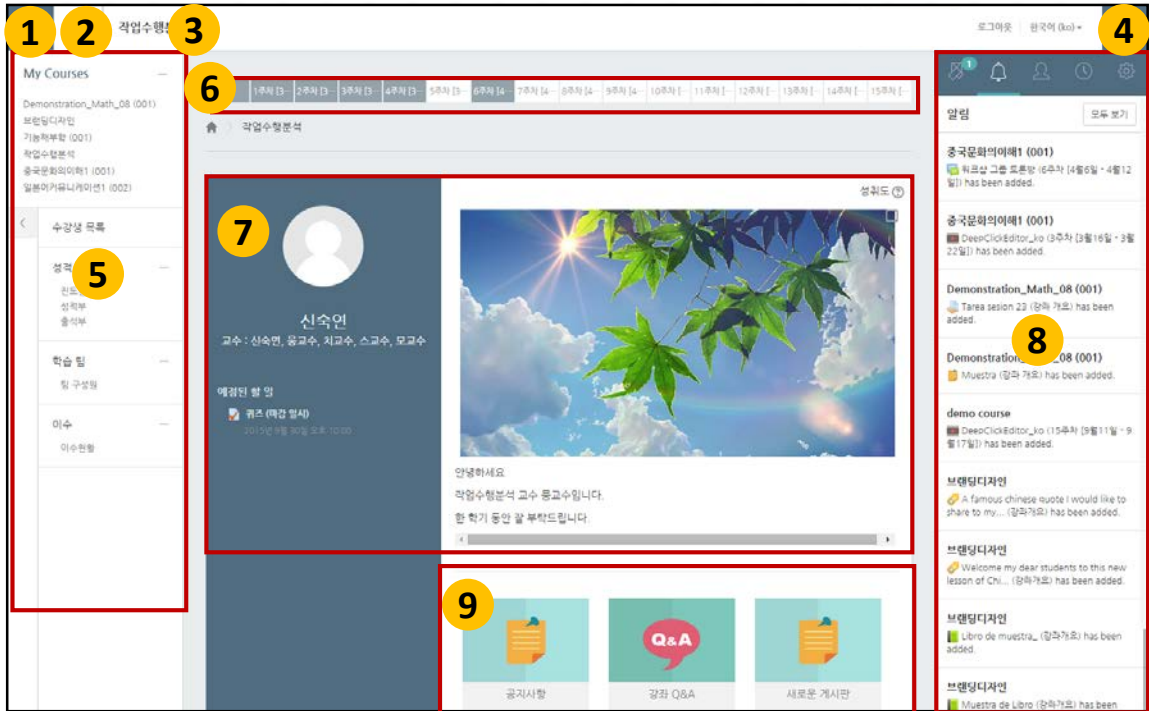 1
2
작업수행
3
로그아웃
한국어 (ko)
4
My Courses
Demonstration_Math_08 (001)
브랜딩디자인
기능해부학 (001)
작업수행분석
중국문화의이해1 (001)
일본어커뮤니케이션1 (002)
수강생 목록
성적
5
성적부
출석부
학습 팀
팀 구성원
이수
이수현황
6
1주차 [3…
2주차 [3…
3주차 [3…
4주차 [3…
5주차 [3…
6주차 [4…
7주차 [4…
8주차 [4…
9주차 [4…
10주차 […
11주차 […
12주차 […
13주차 […
14주차 […
15주차 […
작업수행분석
7
신숙연
교수 : 신숙연, 웅교수, 치교수, 스교수, 모교수
예정된 할 일
퀴즈 (마감 일시)
2015년 9월 30일 오후 10:00
성취도 ?
안녕하세요
작업수행분석 교수 풍교수입니다.
한 학기 동안 잘 부탁드립니다.
9
공지사항
Q&A
강좌 Q&A
새로운 게시판
1
알림
모두 보기
중국문화의이해1 (001)
워크샵 그룹 토론방 (6주차 [4월6일 - 4월12
일]) has been added.
중국문화의이해1 (001)
DeepClickEditor_ko (3주차 [3월16일 - 3월
22일]) has been added.
Demonstration_Math_08 (001)
Tarea sesion 23 (강좌 개요) has been
added.
8
Demonstration_ 08 (001)
Muestra (강좌 개요) has been added.
demo course
DeepClickEditor_ko (15주차 [9월11일 - 9
월17일]) has been added.
브랜딩디자인
A famous chinese quote I would like to
share to my... (강좌개요) has been added.
브랜딩디자인
Welcome my dear students to this new
lesson of Chi... (강좌개요) has been added.
브랜딩디자인
Libro de muestra_ (강좌개요) has been
added.
브랜딩디자인
Muestra de Libro (강좌개요) has been